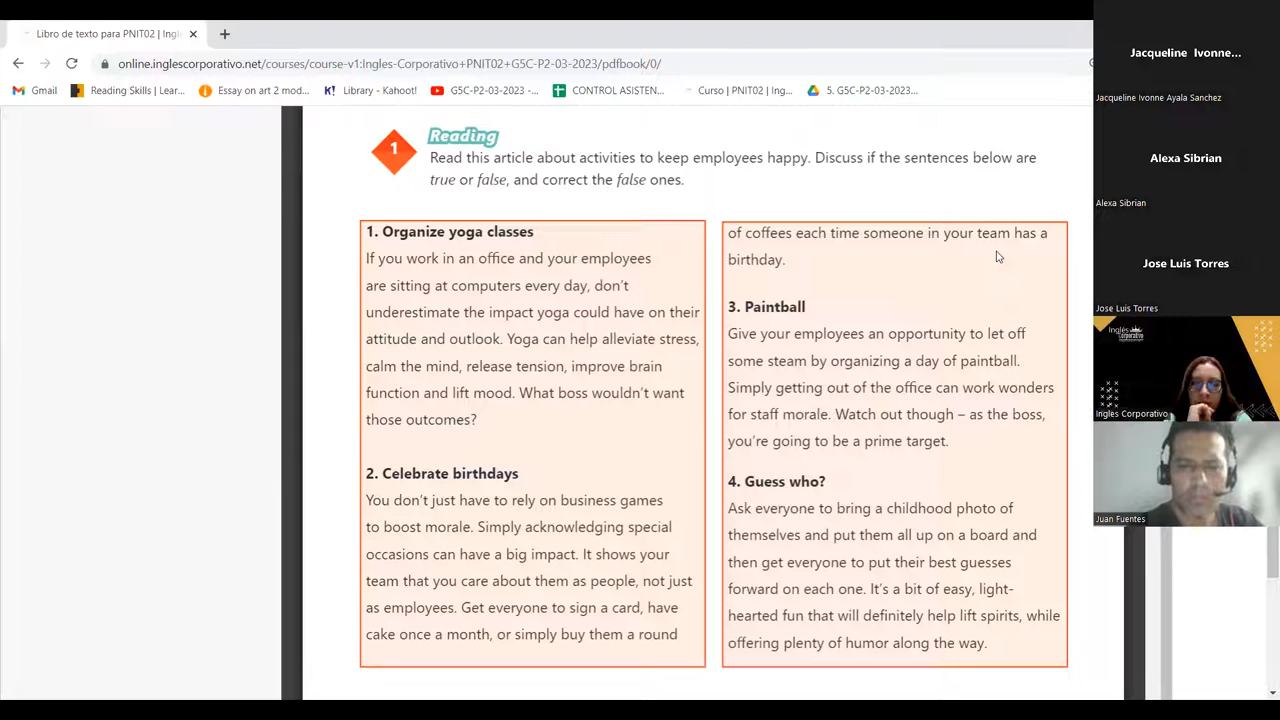 Libro de texto para PNIT02 | Ingl
online.inglescorporativo.net/courses/course-v1:Ingles-Corporativo+PNIT02+G5C-P2-03-2023/pdfbook/0/
Gmail
Reading Skills | Lear...
Essay on art 2 mod...
Library - Kahoot!
G5C-P2-03-2023 -...
CONTROL ASISTEN...
Curso | PNIT02 | Ing...
5. G5C-P2-03-2023...
1
Reading
Read this article about activities to keep employees happy. Discuss if the sentences below are
true or false, and correct the false ones.
1. Organize yoga classes
If you work in an office and your employees
are sitting at computers every day, don't
underestimate the impact yoga could have on their
attitude and outlook. Yoga can help alleviate stress,
calm the mind, release tension, improve brain
function and lift mood. What boss wouldn't want
those outcomes?
2. Celebrate birthdays
You don't just have to rely on business games
to boost morale. Simply acknowledging special
occasions can have a big impact. It shows your
team that you care about them as people, not just
as employees. Get everyone to sign a card, have
cake once a month, or simply buy them a round
of coffees each time someone in your team has a
birthday.
3. Paintball
Give your employees an opportunity to let off
some steam by organizing a day of paintball.
Simply getting out of the office can work wonders
for staff morale. Watch out though – as the boss,
you're going to be a prime target.
4. Guess who?
Ask everyone to bring a childhood photo of
themselves and put them all up on a board and
then get everyone to put their best guesses
forward on each one. It's a bit of easy, light-
hearted fun that will definitely help lift spirits, while
offering plenty of humor along the way.
Jacqueline Ivonne...
Jacqueline Ivonne Ayala Sanchez
Alexa Sibrian
Alexa Sibrian
Jose Luis Torres
Jose Luis Torres
Inglés
Corporativo
Ingles Corporativo
Juan Fuentes